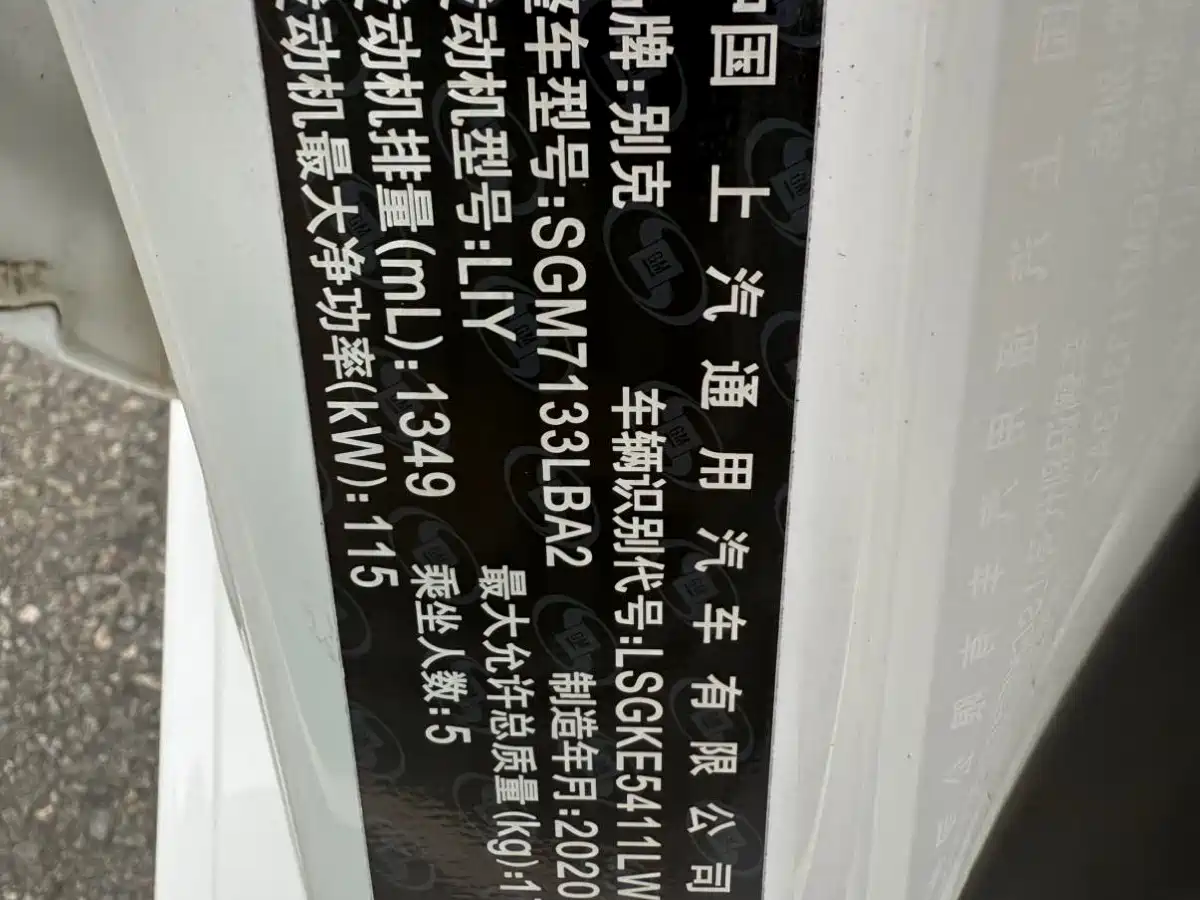 中国上汽通用汽车有限公司
品牌:别克 车辆识别代号:LSGKE5411LW
整车型号:SGM7133LBA2 制造年月:2020
发动机型号:LIY 最大允许总质量(kg):1
发动机排量(mL):1349 乘坐人数:5
发动机最大净功率(kW):115